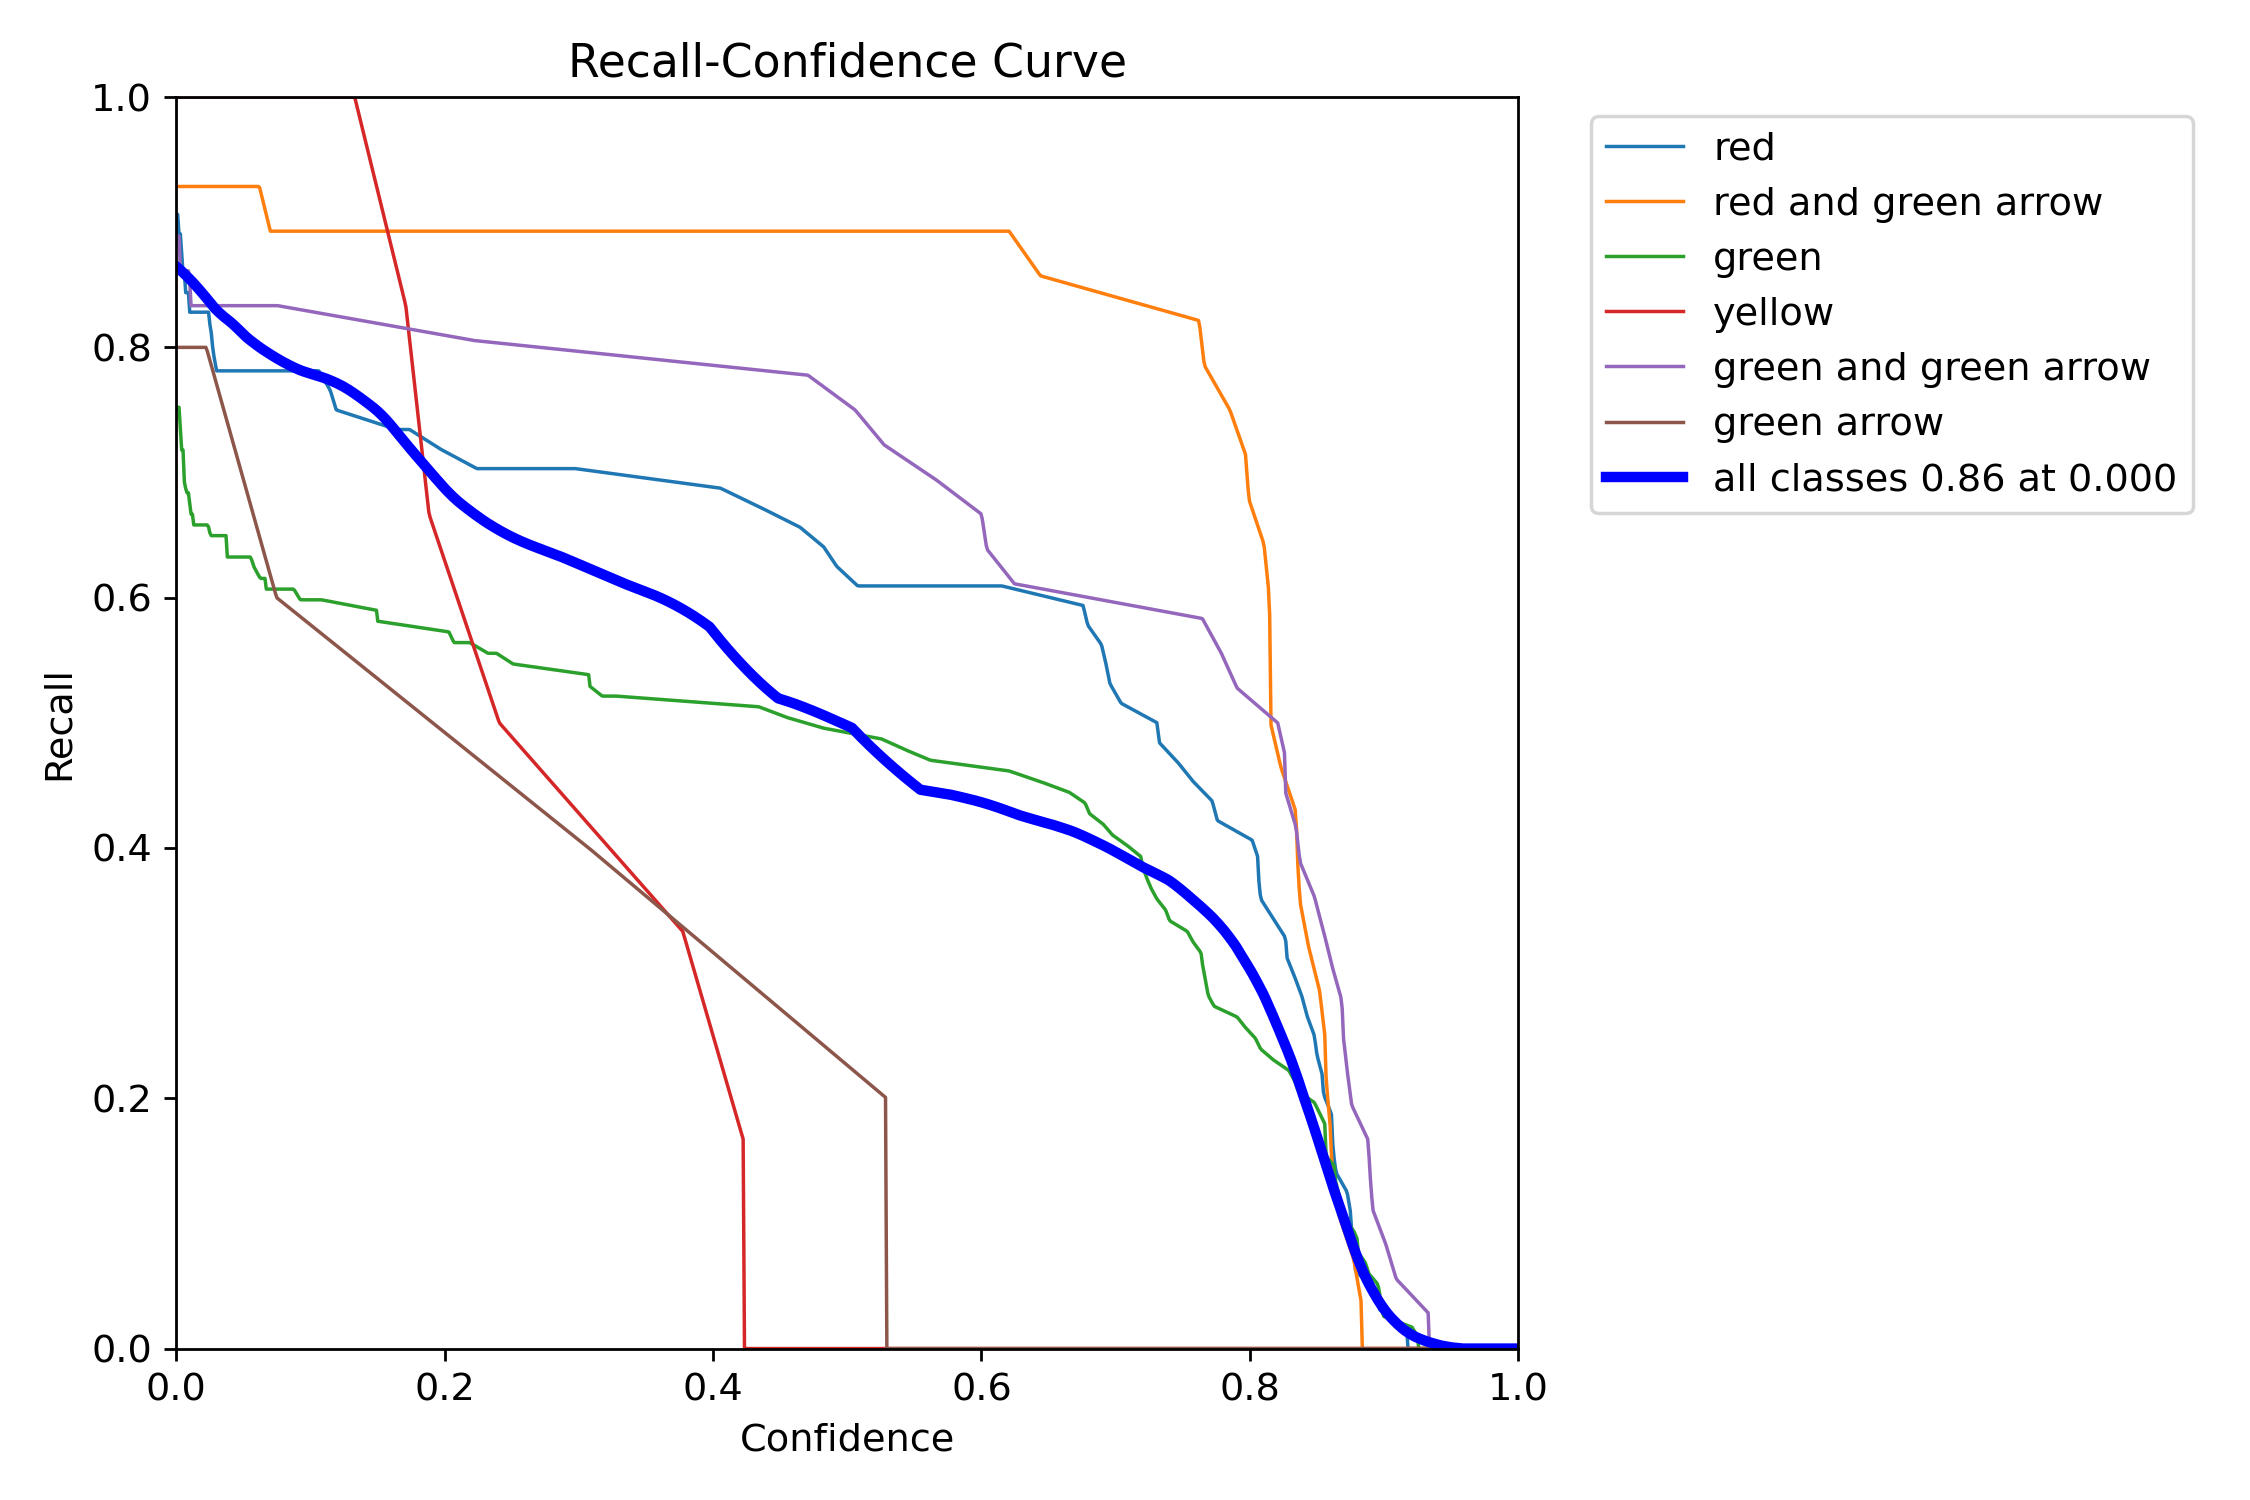 Recall-Confidence Curve
1.0
0.8
0.6
0.4
0.2
0.0
Recall
0.0 0.2 0.4 0.6 0.8 1.0
Confidence
red
red and green arrow
green
yellow
green and green arrow
green arrow
all classes 0.86 at 0.000